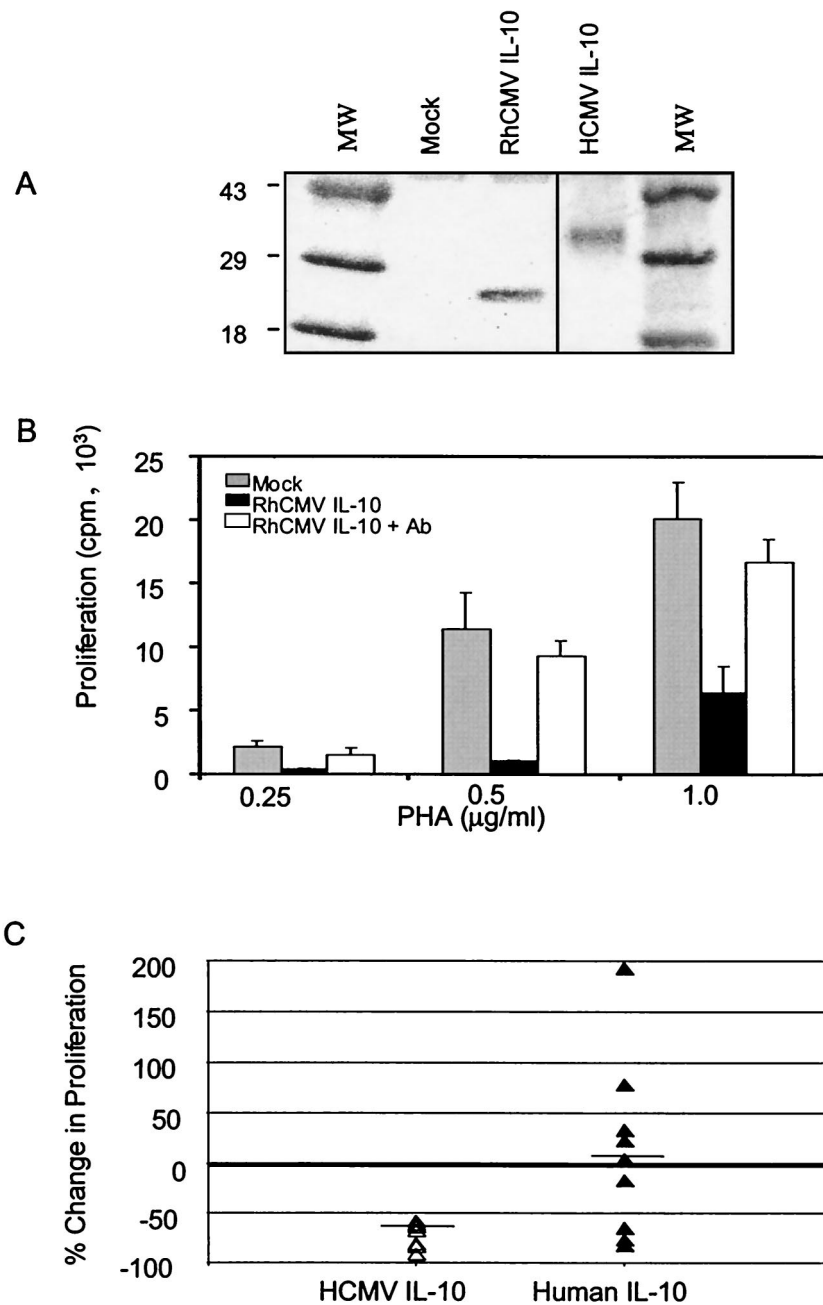 A
MW
Mock
RhCMV IL-10
HCMV IL-10
MW
43
29
18
B
Proliferation (cpm, 10³)
25
20
15
10
5
0
Mock
RhCMV IL-10
RhCMV IL-10 + Ab
0.25
0.5
1.0
PHA (µg/ml)
C
% Change in Proliferation
200
150
100
50
0
-50
-100
HCMV IL-10
Human IL-10